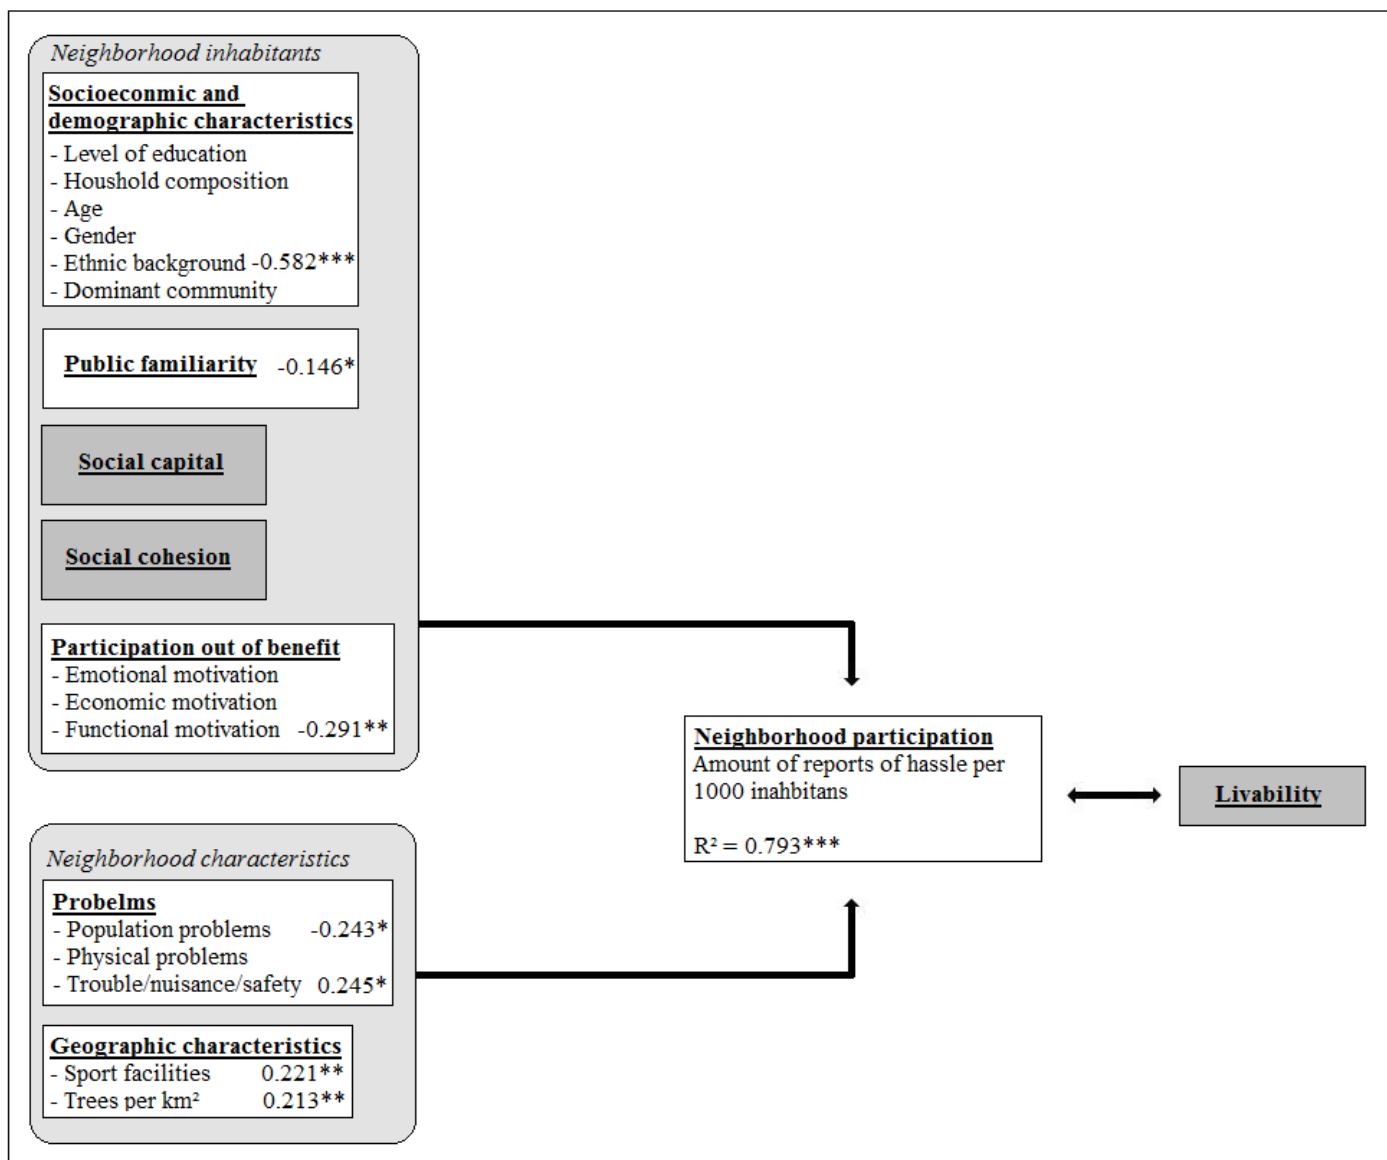 Neighborhood inhabitants
Socioeconmic and
demographic characteristics
- Level of education
- Houshold composition
- Age
- Gender
- Ethnic background -0.582***
- Dominant community
Public familiarity -0.146*
Social capital
Social cohesion
Participation out of benefit
- Emotional motivation
- Economic motivation
- Functional motivation -0.291**
Neighborhood participation
Amount of reports of hassle per
1000 inahbitans
R² = 0.793***
Livability
Neighborhood characteristics
Probelms
- Population problems -0.243*
- Physical problems
- Trouble/nuisance/safety 0.245*
Geographic characteristics
- Sport facilities 0.221**
- Trees per km² 0.213**